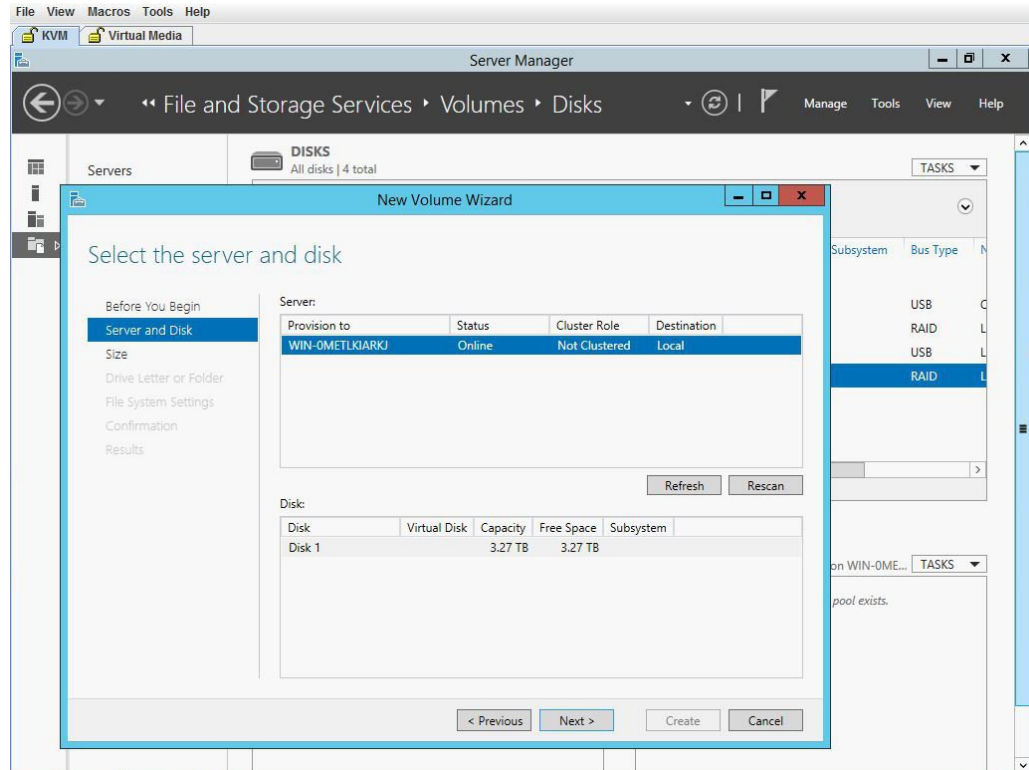 File View Macros Tools Help
KVM Virtual Media
Server Manager
File and Storage Services Volumes Disks
Manage Tools View Help
Servers
DISKS
All disks | 4 total
TASKS
New Volume Wizard
Select the server and disk
Before You Begin
Server and Disk
Size
Drive Letter or Folder
File System Settings
Confirmation
Results
Server:
Provision to Status Cluster Role Destination
WIN-0METLKIARKJ Online Not Clustered Local
Refresh Rescan
Disk:
Disk Virtual Disk Capacity Free Space Subsystem
Disk 1 3.27 TB 3.27 TB
< Previous Next > Create Cancel
Subsystem Bus Type N
USB C
RAID L
USB L
RAID L
on WIN-0ME... TASKS
pool exists.